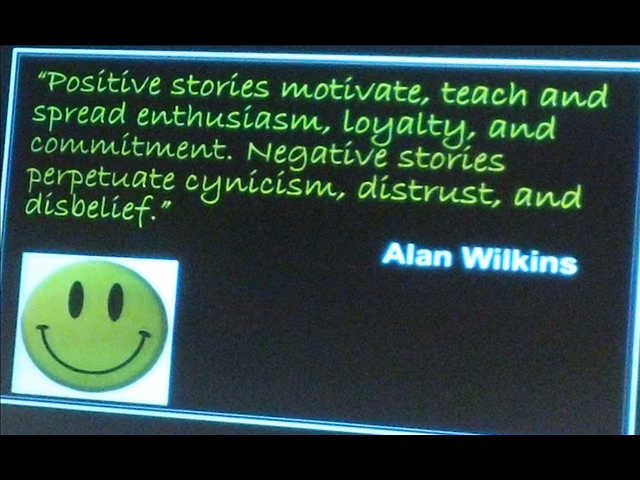 “Positive stories motivate, teach and
spread enthusiasm, loyalty, and
commitment. Negative stories
perpetuate cynicism, distrust, and
disbelief.”
Alan Wilkins